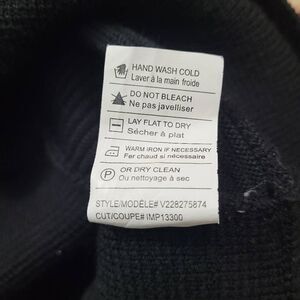 HAND WASH COLD
Laver à la main froide
DO NOT BLEACH
Ne pas javelliser
LAY FLAT TO DRY
Sécher à plat
WARM IRON IF NECESSARY
Fer chaud si nécessaire
P OR DRY CLEAN
Ou nettoyage à sec
STYLE/MODÈLE# V228275874
CUT/COUPE# IMP13300